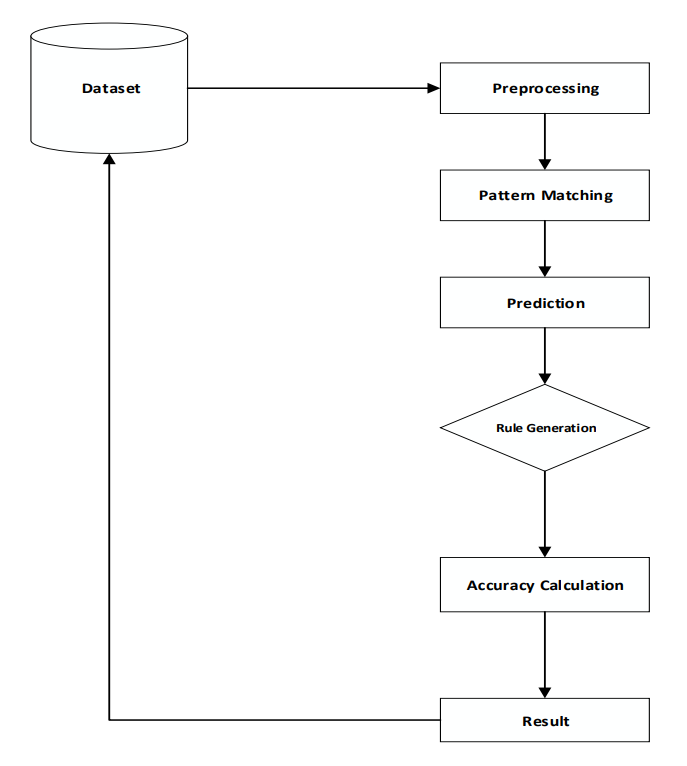 Dataset
Preprocessing
Pattern Matching
Prediction
Rule Generation
Accuracy Calculation
Result